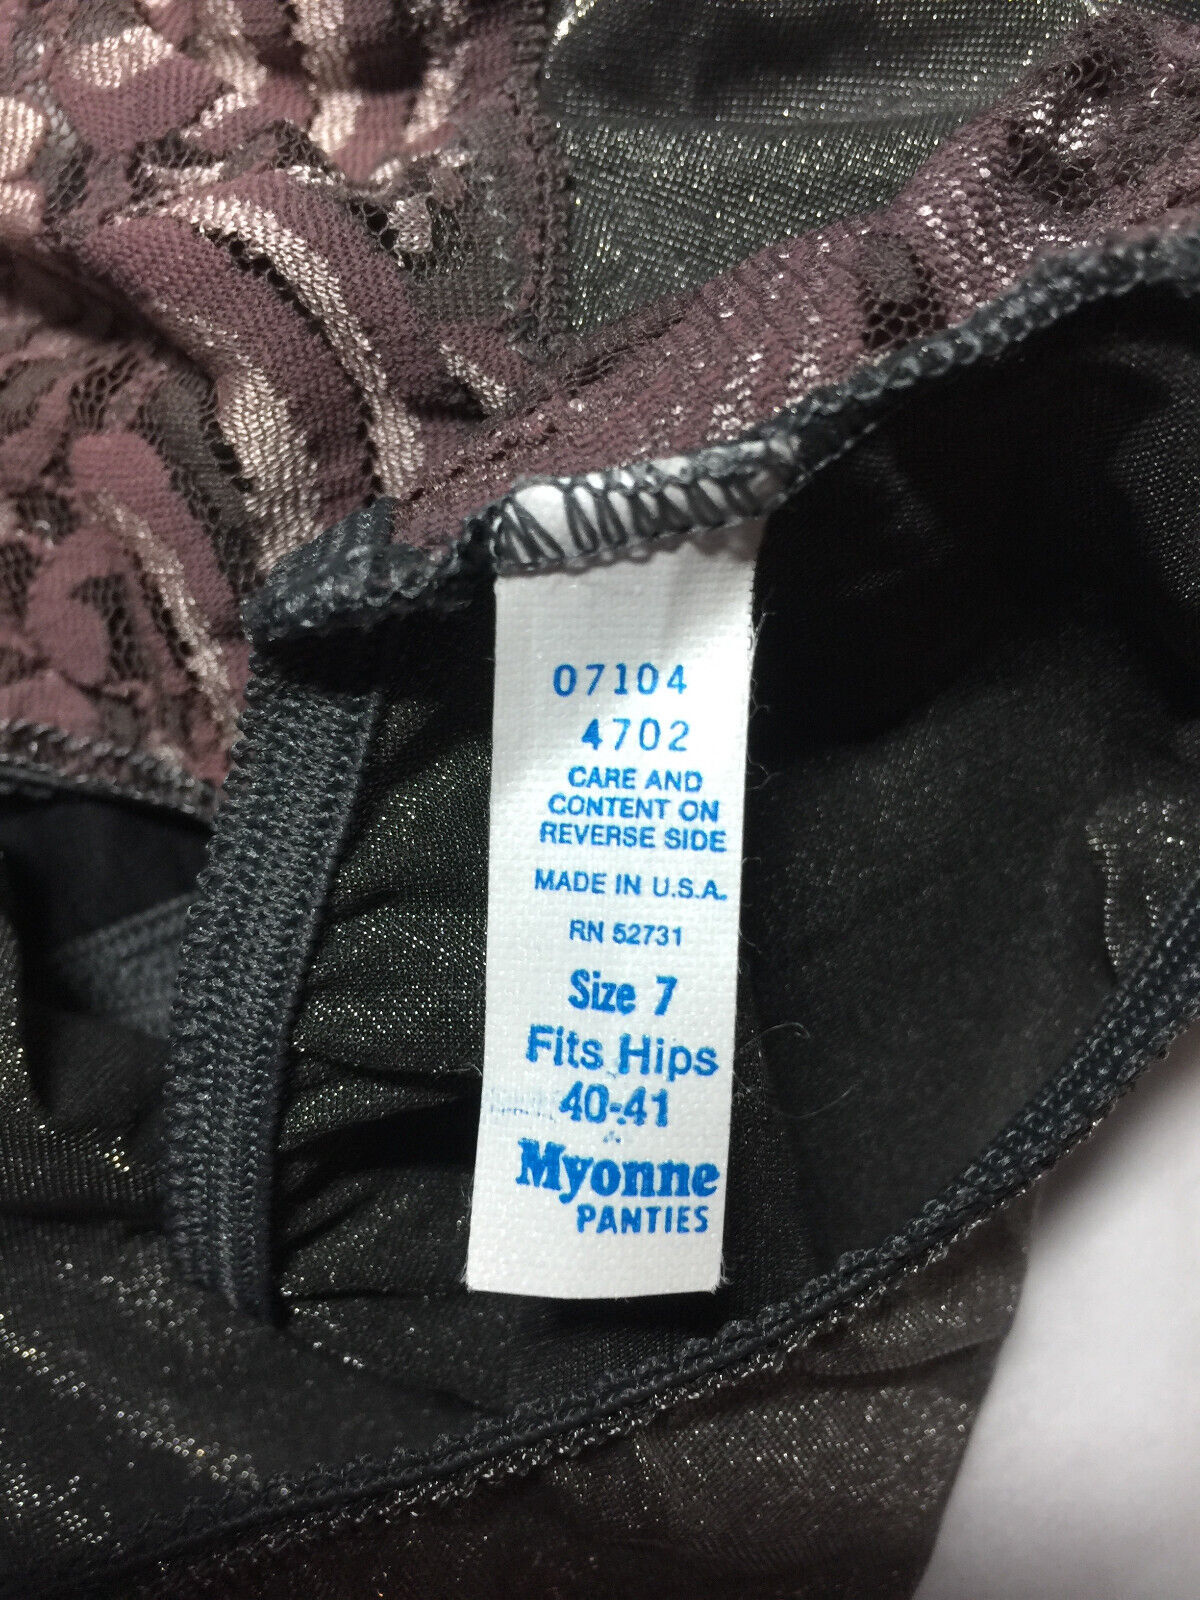 07104
4702
CARE AND
CONTENT ON
REVERSE SIDE
MADE IN U.S.A.
RN 52731
Size 7
Fits Hips
40-41
Myonne
PANTIES